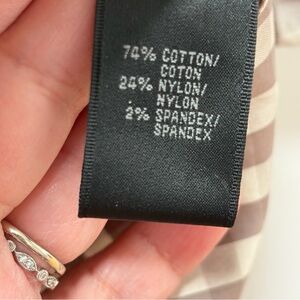 74% COTTON/
COTON
24% NYLON/
NYLON
2% SPANDEX/
SPANDEX